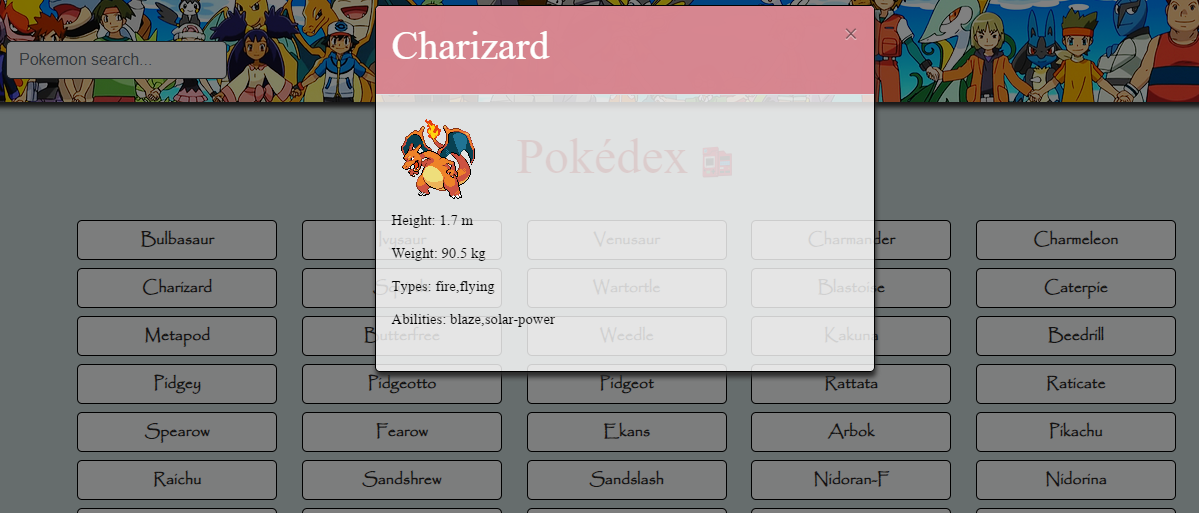 Charizard
×
Pokemon search...
Pokédex
Height: 1.7 m
Weight: 90.5 kg
Types: fire,flying
Abilities: blaze,solar-power
Bulbasaur Ivysaur Venusaur Charmander Charmeleon
Charizard Squirtle Wartortle Blastoise Caterpie
Metapod Butterfree Weedle Kakuna Beedrill
Pidgey Pidgeotto Pidgeot Rattata Raticate
Spearow Fearow Ekans Arbok Pikachu
Raichu Sandshrew Sandslash Nidoran-F Nidorina